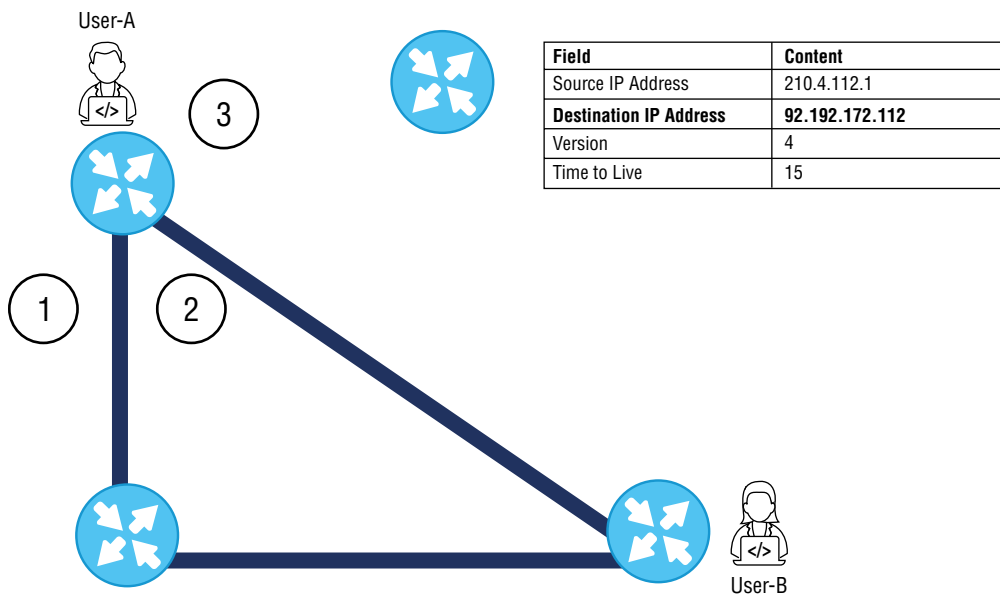 User-A
</>
3
Field Content
Source IP Address 210.4.112.1
Destination IP Address 92.192.172.112
Version 4
Time to Live 15
1
2
</>
User-B